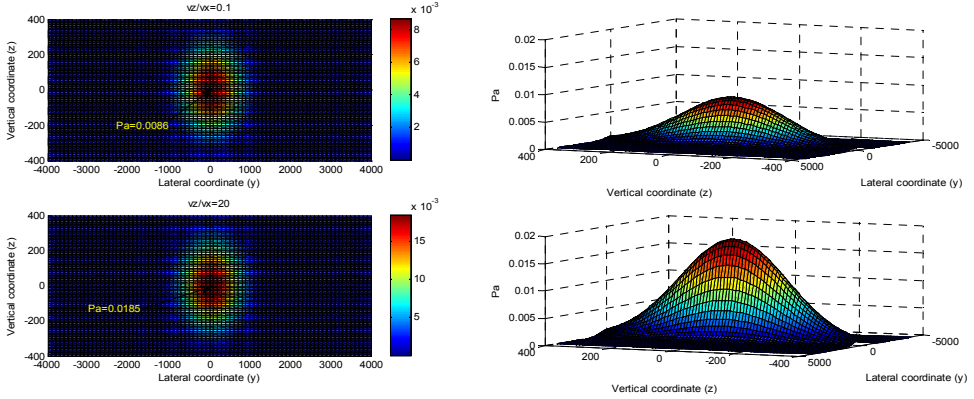 vz/vx=0.1
x 10-3
400
200
0
-200
-400
Vertical coordinate (z)
Pa=0.0086
-4000 -3000 -2000 -1000 0 1000 2000 3000 4000
Lateral coordinate (y)
8
6
4
2
0.02
0.015
0.01
0.005
0
Pa
400 200 0 -200 -400
5000 0 -5000
Vertical coordinate (z)
Lateral coordinate (y)
vz/vx=20
x 10-3
400
200
0
-200
-400
Vertical coordinate (z)
Pa=0.0185
-4000 -3000 -2000 -1000 0 1000 2000 3000 4000
Lateral coordinate (y)
15
10
5
0.02
0.015
0.01
0.005
0
Pa
400 200 0 -200 -400
5000 0 -5000
Vertical coordinate (z)
Lateral coordinate (y)